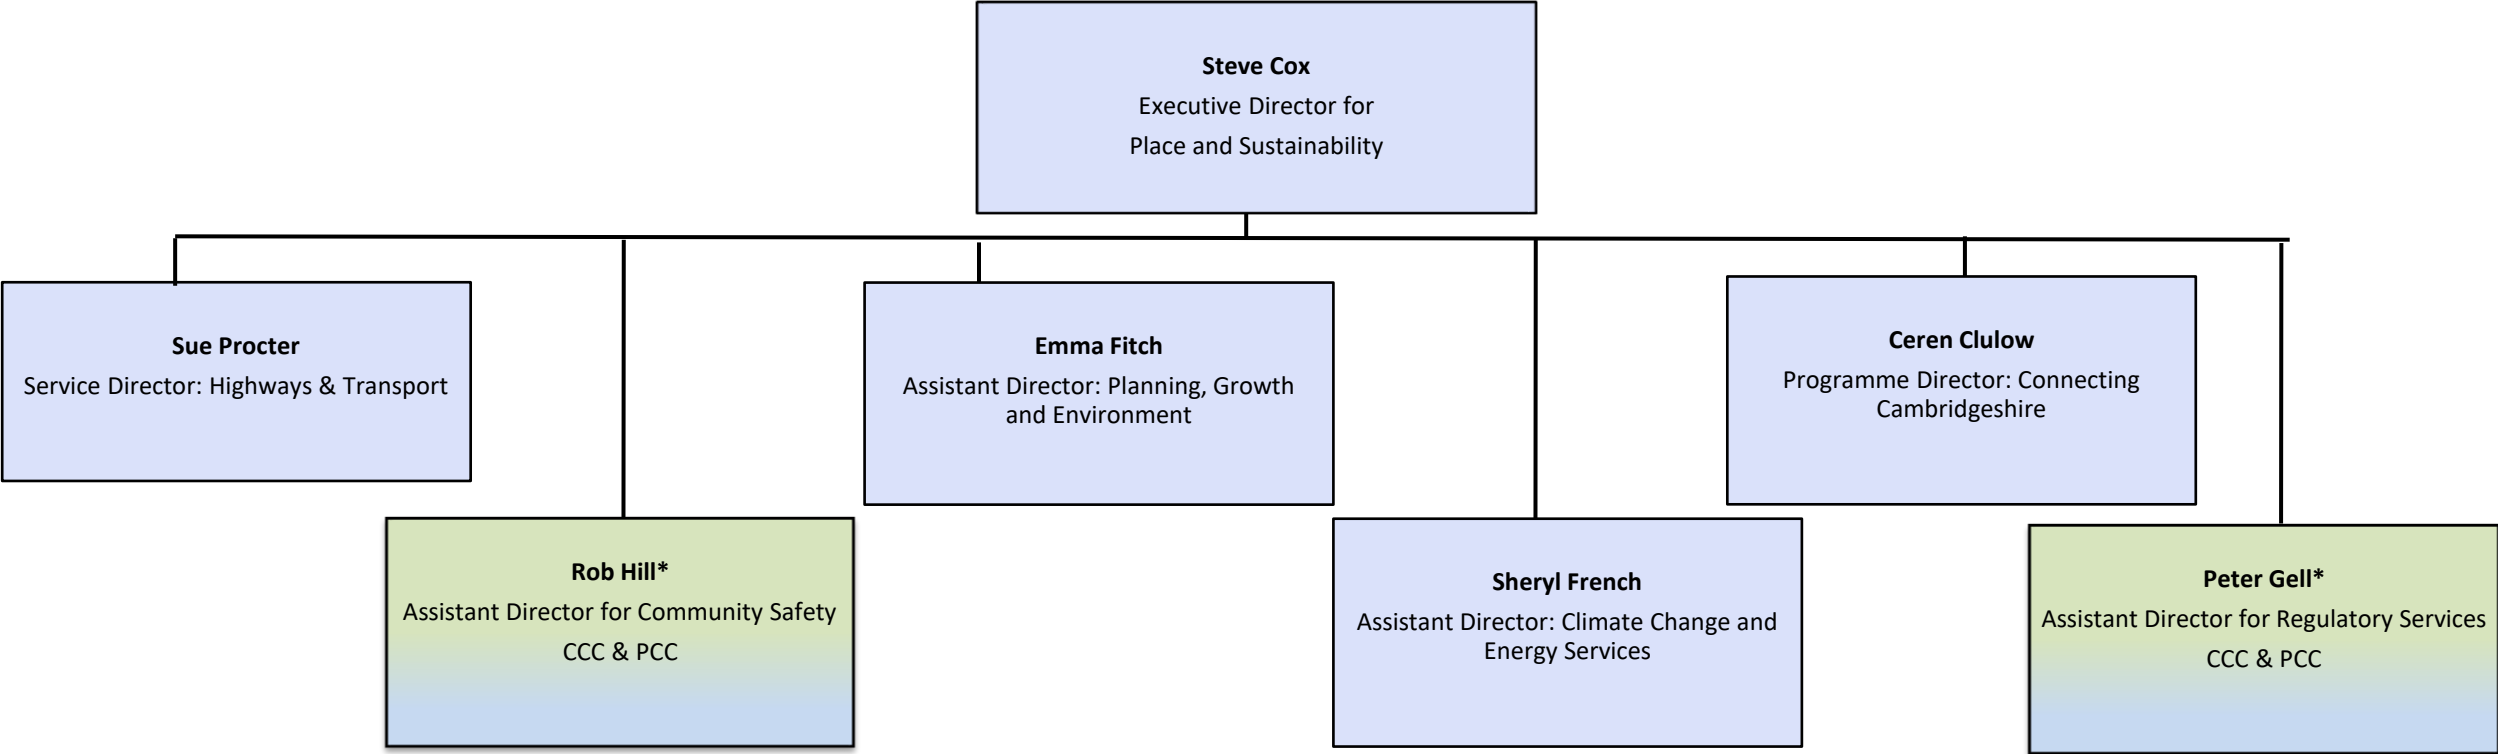 Steve Cox
Executive Director for
Place and Sustainability
Sue Procter
Service Director: Highways & Transport
Emma Fitch
Assistant Director: Planning, Growth
and Environment
Ceren Clulow
Programme Director: Connecting
Cambridgeshire
Rob Hill*
Assistant Director for Community Safety
CCC & PCC
Sheryl French
Assistant Director: Climate Change and
Energy Services
Peter Gell*
Assistant Director for Regulatory Services
CCC & PCC